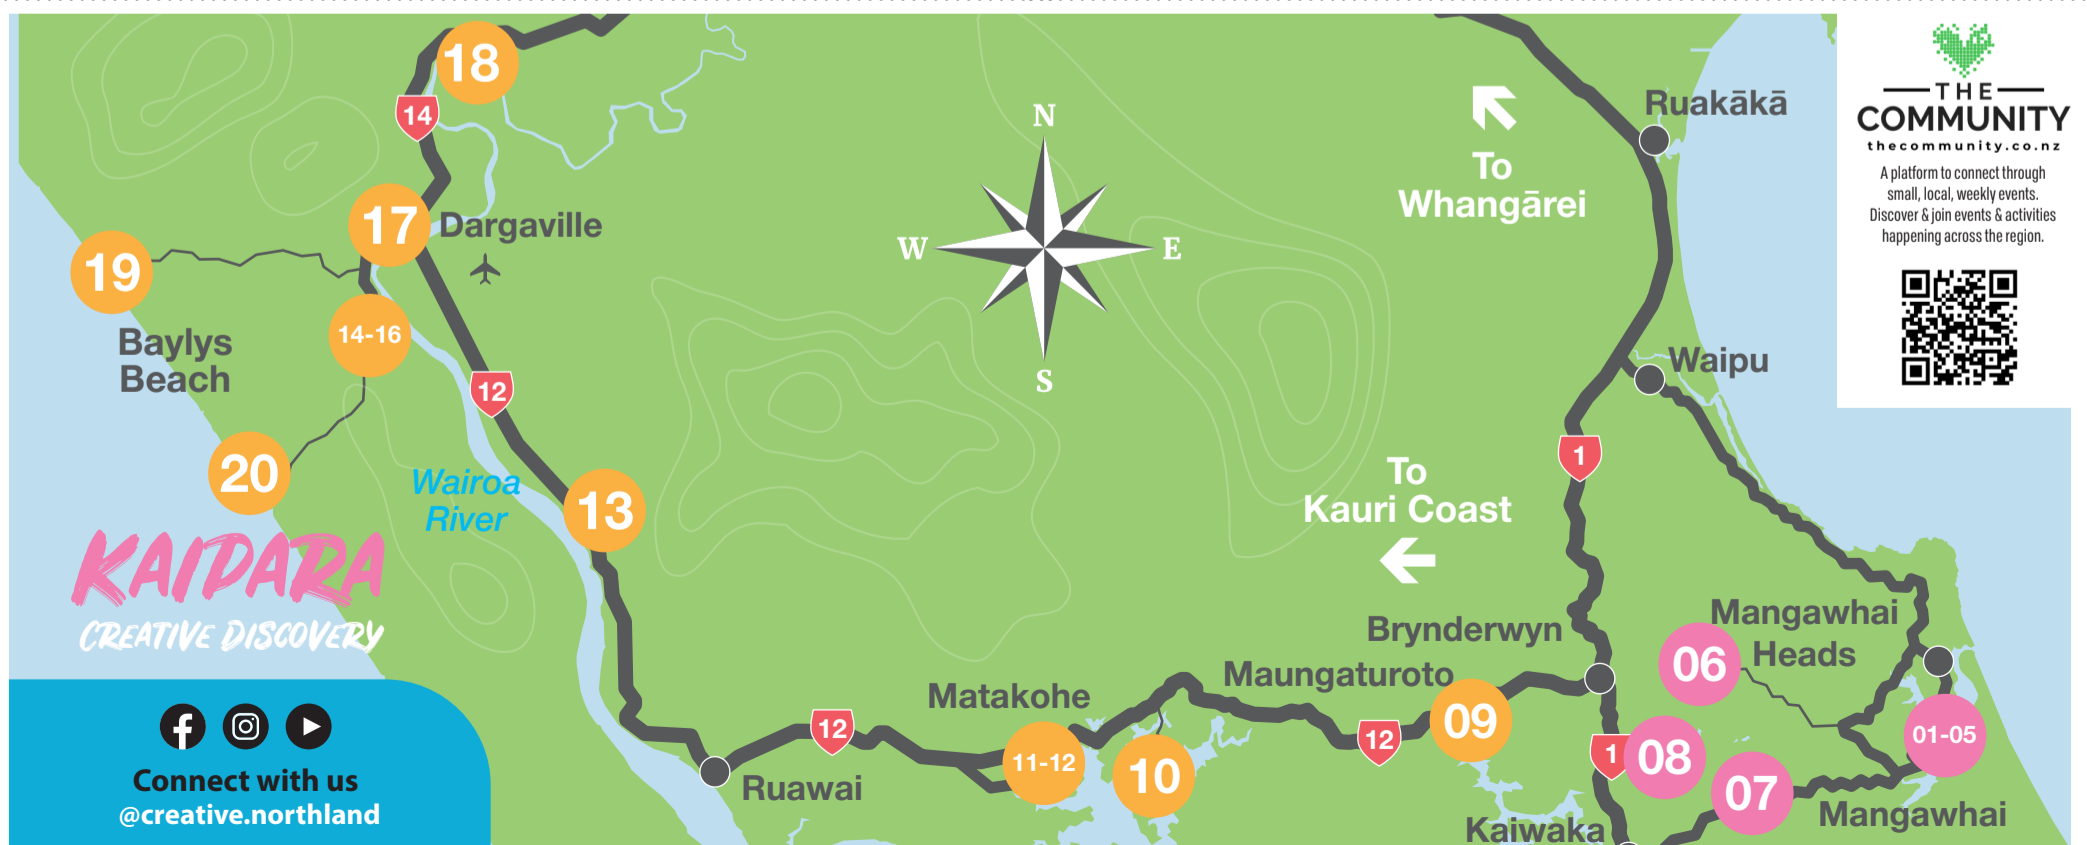 18
14
17
Dargaville
19
Baylys
Beach
14-16
12
20
Wairoa
River
13
KAIPARA
CREATIVE DISCOVERY
Connect with us
@creative.northland
N
W
E
S
To
Whangārei
Ruakākā
Waipu
1
To
Kauri Coast
Brynderwyn
Maungaturoto
Matakohe
12
Ruawai
11-12
10
12
09
Mangawhai
Heads
06
1
08
07
01-05
Mangawhai
Kaiwaka
THE
COMMUNITY
thecommunity.co.nz
A platform to connect through
small, local, weekly events.
Discover & join events & activities
happening across the region.